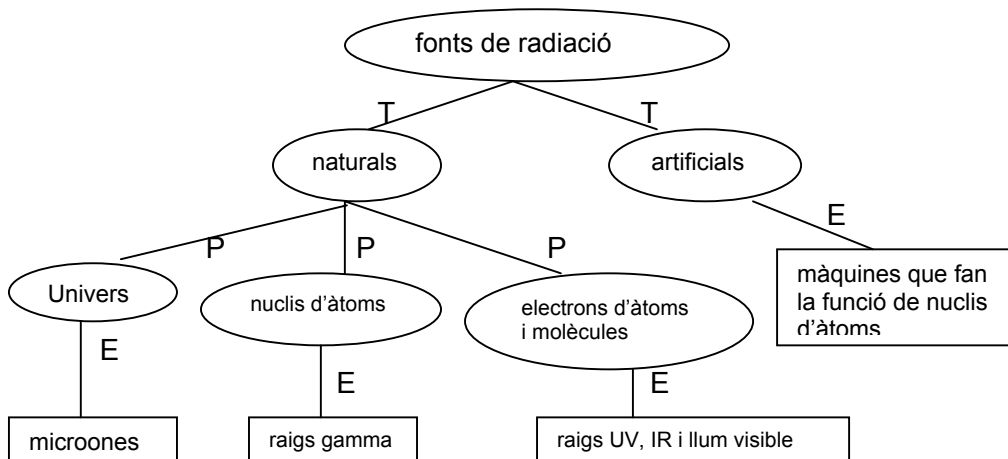 fonts de radiació
T
T
naturals
artificials
E
P
P
P
màquines que fan
la funció de nuclis
d'àtoms
Univers
nuclis d'àtoms
electrons d'àtoms
i molècules
E
E
E
microones
raigs gamma
raigs UV, IR i llum visible